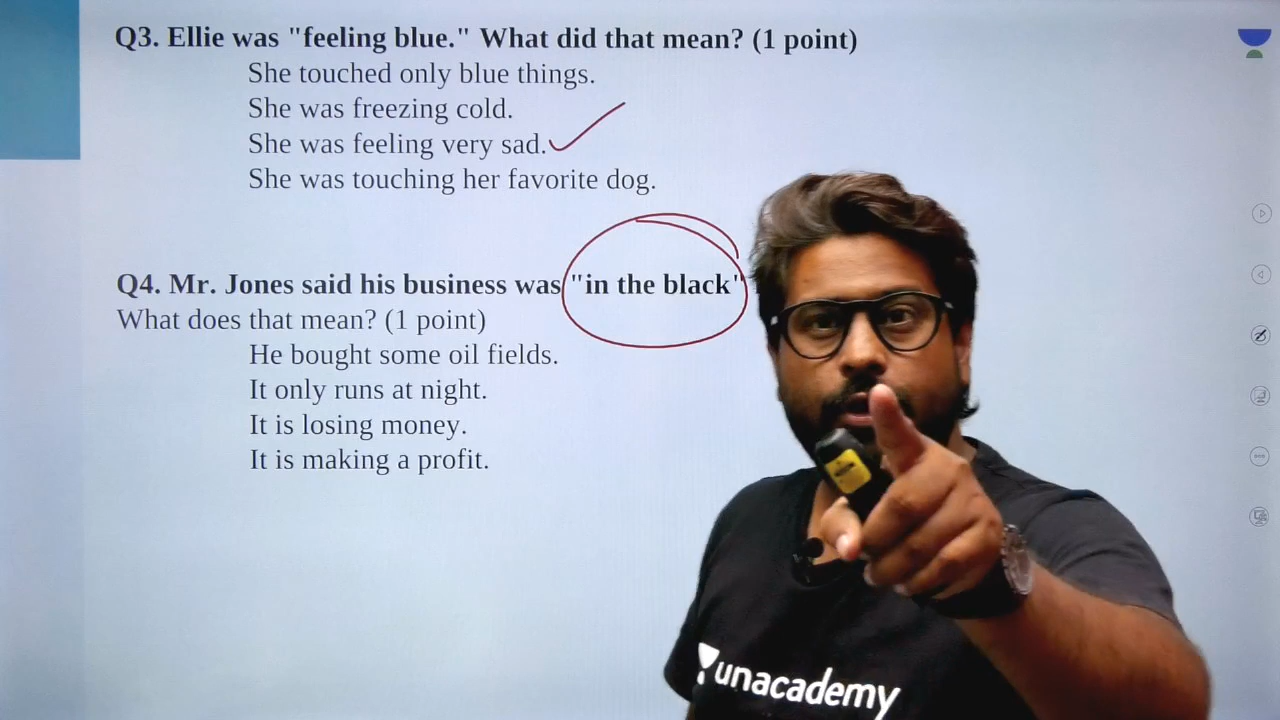 Q3. Ellie was "feeling blue." What did that mean? (1 point)
She touched only blue things.
She was freezing cold.
She was feeling very sad.
She was touching her favorite dog.
Q4. Mr. Jones said his business was "in the black"
What does that mean? (1 point)
He bought some oil fields.
It only runs at night.
It is losing money.
It is making a profit.
unacademy